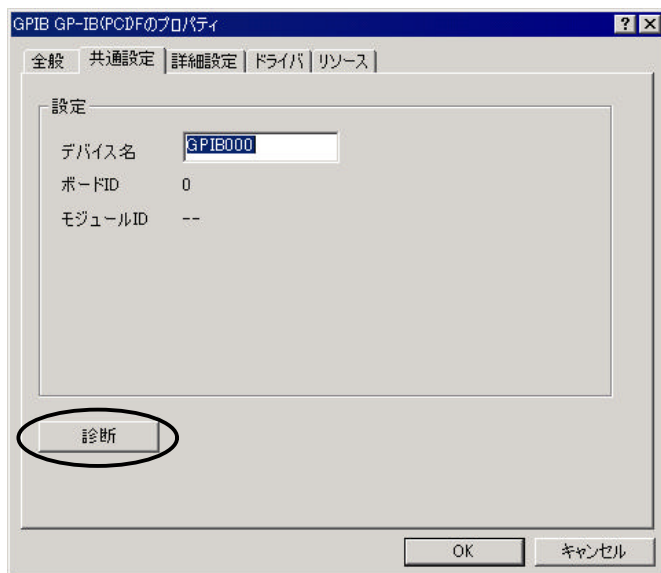 GPIB GP-IB(PCI)Fのプロパティ
? ×
全般 共通設定 詳細設定 ドライバ リソース
設定
デバイス名 GPIB000
ボードID 0
モジュールID --
診断
OK キャンセル